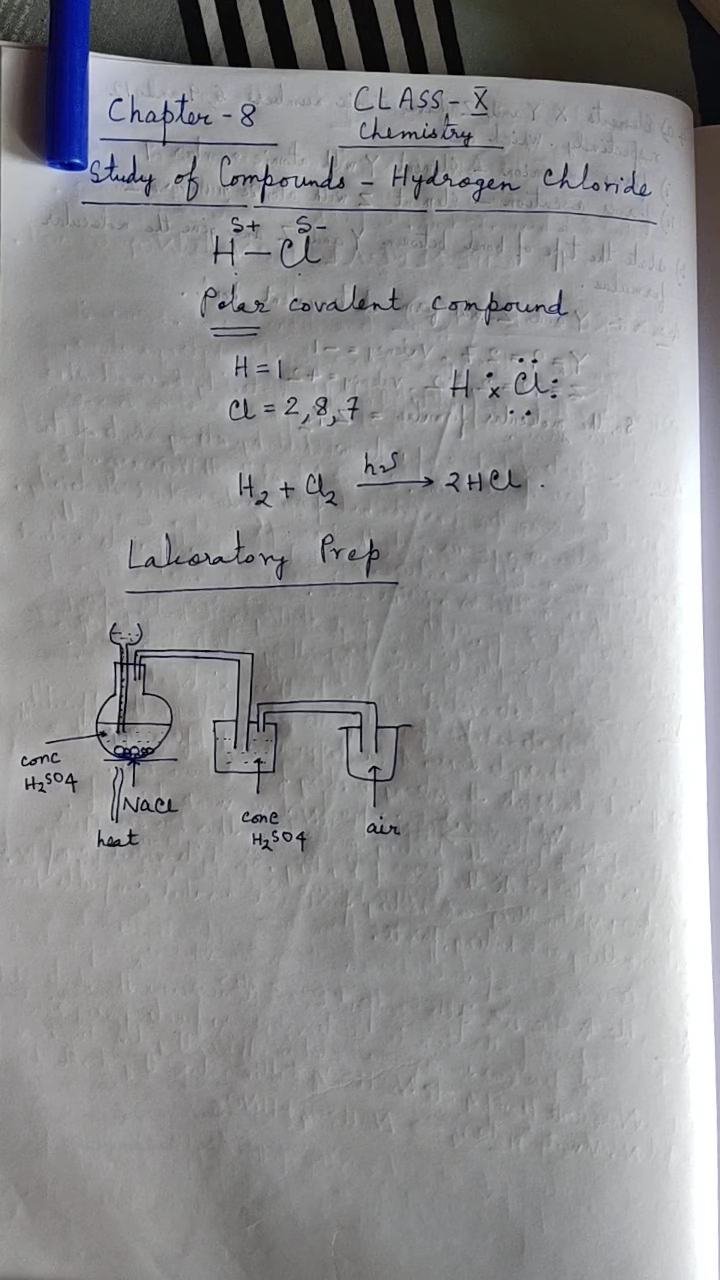 CLASS - X
Chapter - 8
Chemistry
Study of Compounds - Hydrogen Chloride
δ+ δ-
H - Cl
Polar covalent compound
H = 1
Cl = 2, 8, 7
H ×̇ Cl
H₂ + Cl₂ hν → 2HCl.
Laboratory Prep
conc
H₂SO4
NaCl
heat
conc
H₂SO4
air